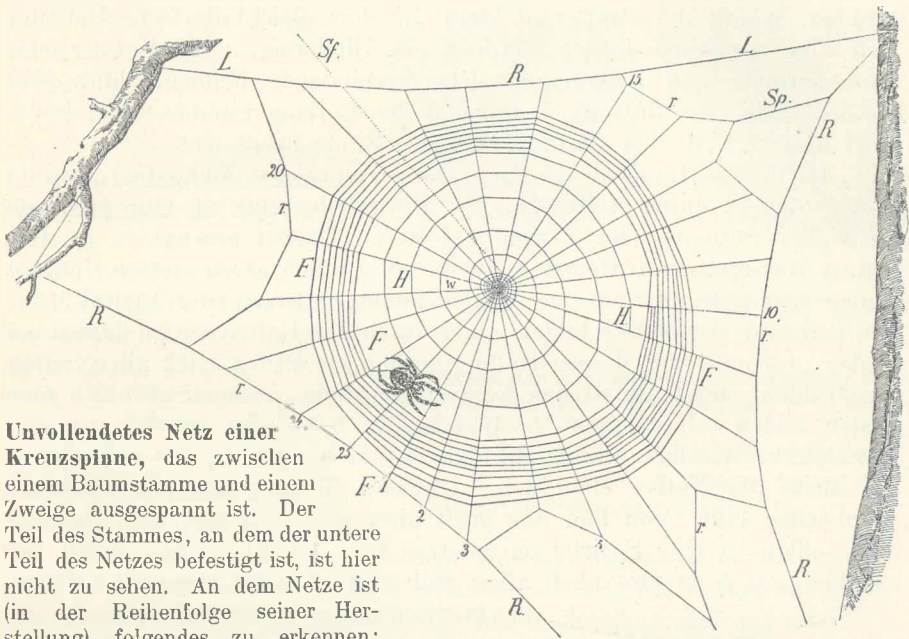 L
Sf.
R
15
L
r
Sp.
R
20
r
F
H
w
H
10.
r.
R
F
F
r
24
25
F
2
3
R
4
r.
R
Unvollendetes Netz einer
Kreuzspinne, das zwischen
einem Baumstamme und einem
Zweige ausgespannt ist. Der
Teil des Stammes, an dem der untere
Teil des Netzes befestigt ist, ist hier
nicht zu sehen. An dem Netze ist
(in der Reihenfolge seiner Her-
stellung) folgendes zu erkennen: